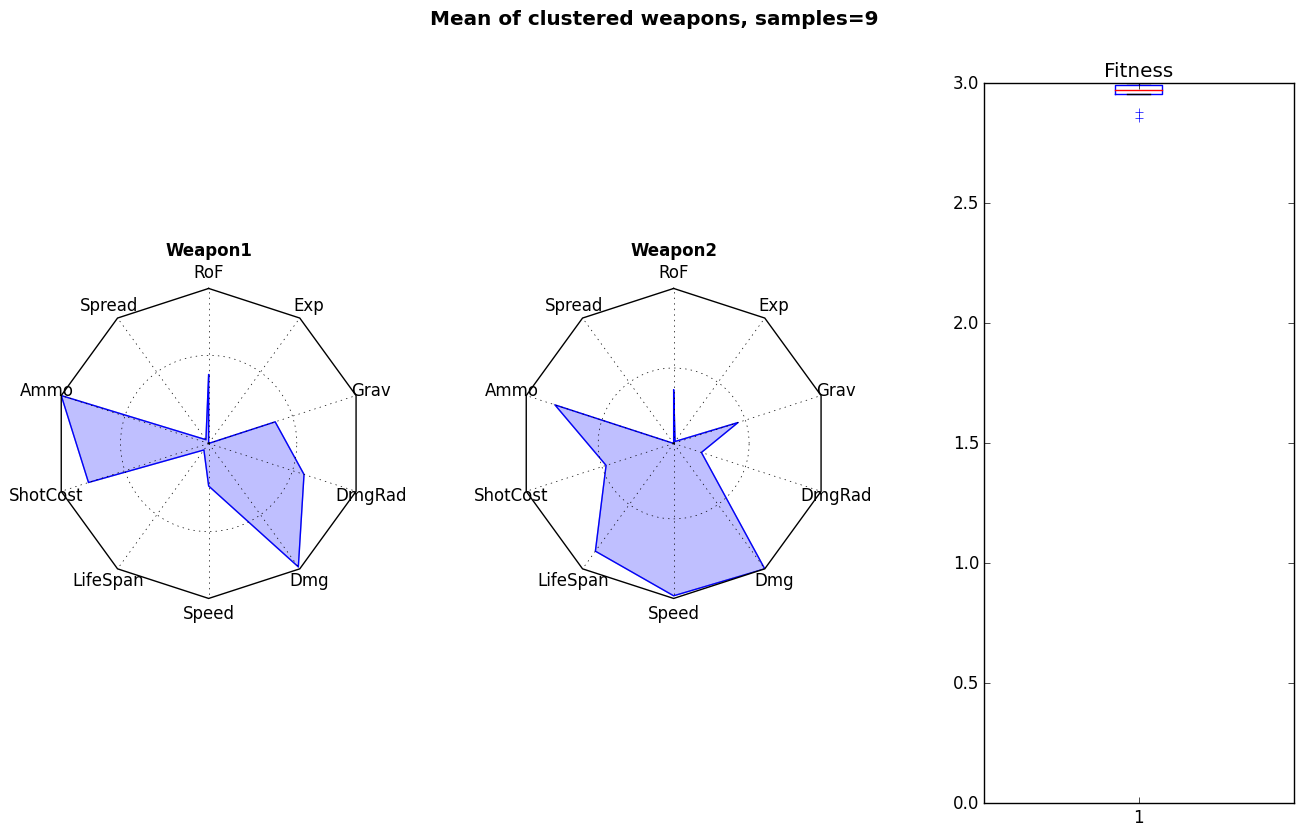 Mean of clustered weapons, samples=9
Weapon1
RoF
Spread
Exp
Ammo
Grav
ShotCost
DmgRad
LifeSpan
Dmg
Speed
Weapon2
RoF
Spread
Exp
Ammo
Grav
ShotCost
DmgRad
LifeSpan
Dmg
Speed
Fitness
3.0
2.5
2.0
1.5
1.0
0.5
0.0
1